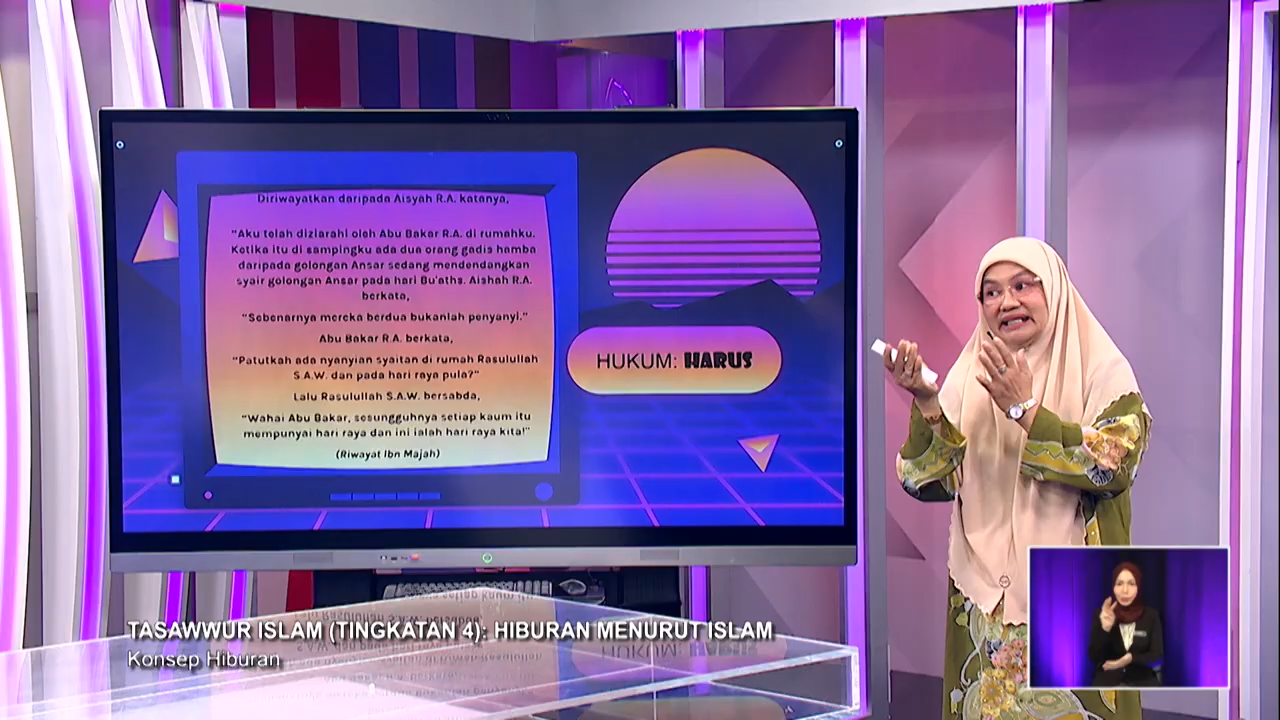 Diriwayatkan daripada Aisyah R.A. katanya,
"Aku telah diziarahi oleh Abu Bakar R.A. di rumahku.
Ketika itu di sampingku ada dua orang gadis hamba
daripada golongan Ansar sedang mendendangkan
syair golongan Ansar pada hari Bu'aths. Aishah R.A.
berkata,
"Sebenarnya mereka berdua bukanlah penyanyi."
Abu Bakar R.A. berkata,
"Patutkah ada nyanyian syaitan di rumah Rasulullah
S.A.W. dan pada hari raya pula?"
Lalu Rasulullah S.A.W. bersabda,
"Wahai Abu Bakar, sesungguhnya setiap kaum itu
mempunyai hari raya dan ini ialah hari raya kita!"
(Riwayat Ibn Majah)
HUKUM: HARUS
TASAWWUR ISLAM (TINGKATAN 4): HIBURAN MENURUT ISLAM
Konsep Hiburan